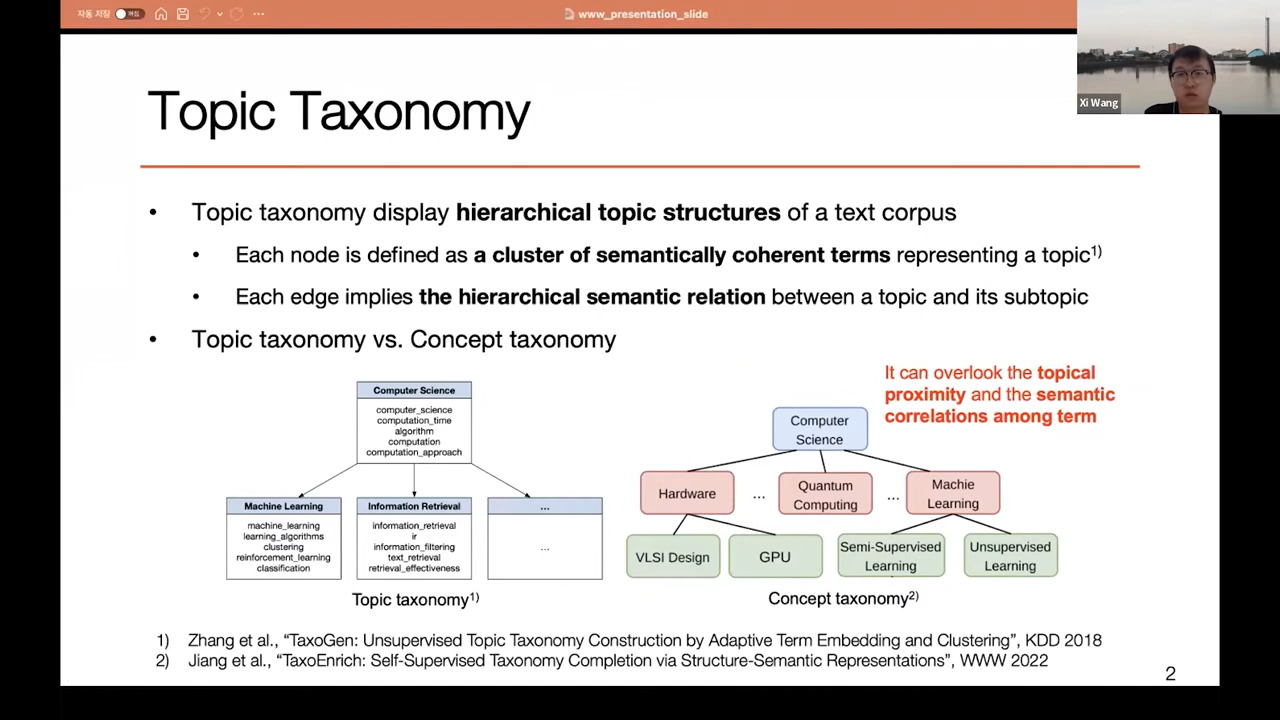 자동 저장 꺼짐 www_presentation_slide
Xi Wang
Topic Taxonomy
• Topic taxonomy display hierarchical topic structures of a text corpus
• Each node is defined as a cluster of semantically coherent terms representing a topic1)
• Each edge implies the hierarchical semantic relation between a topic and its subtopic
• Topic taxonomy vs. Concept taxonomy
Computer Science
computer_science
computation_time
algorithm
computation
computation_approach
Machine Learning
machine_learning
learning_algorithms
clustering
reinforcement_learning
classification
Information Retrieval
information_retrieval
ir
information_filtering
text_retrieval
retrieval_effectiveness
...
...
Topic taxonomy1)
It can overlook the topical
proximity and the semantic
correlations among term
Computer
Science
Hardware
...
Quantum
Computing
...
Machie
Learning
VLSI Design
GPU
Semi-Supervised
Learning
Unsupervised
Learning
Concept taxonomy2)
1) Zhang et al., “TaxoGen: Unsupervised Topic Taxonomy Construction by Adaptive Term Embedding and Clustering”, KDD 2018
2) Jiang et al., “TaxoEnrich: Self-Supervised Taxonomy Completion via Structure-Semantic Representations”, WWW 2022
2